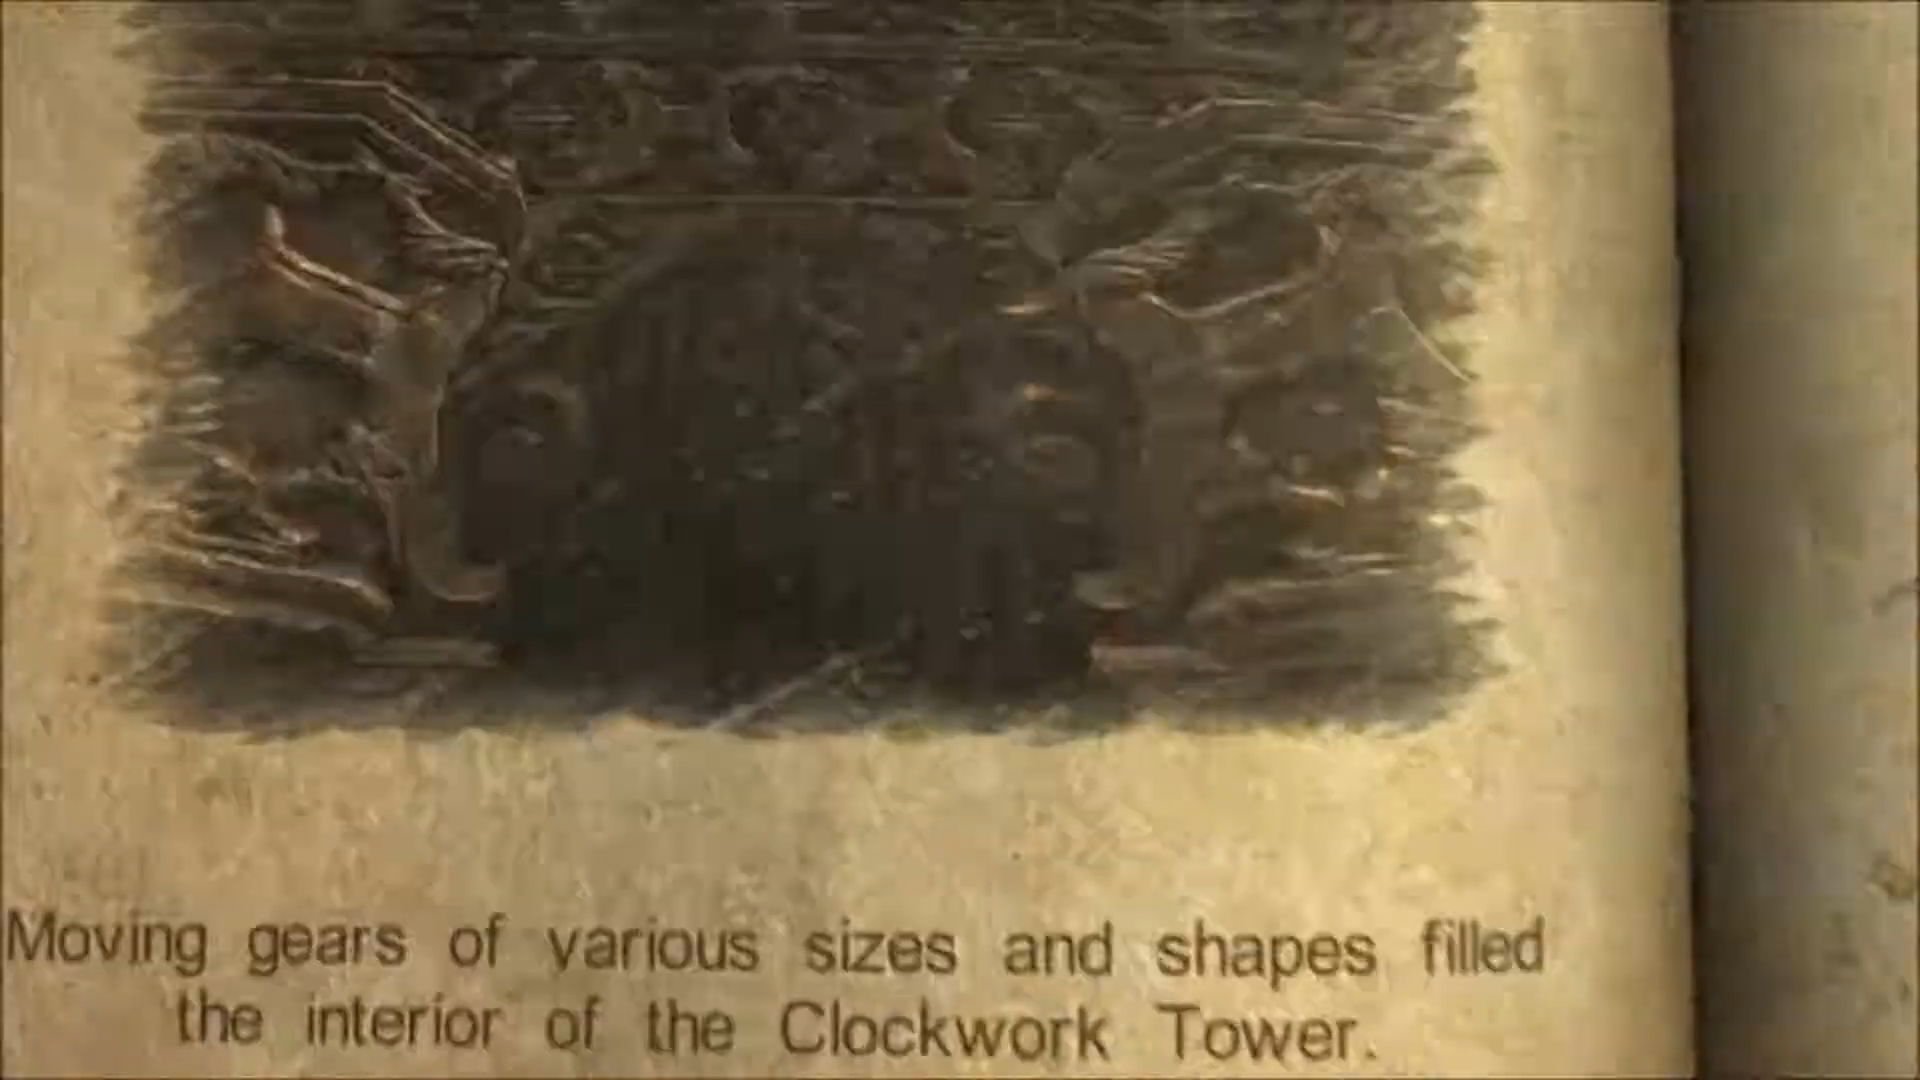 Moving gears of various sizes and shapes filled
the interior of the Clockwork Tower.